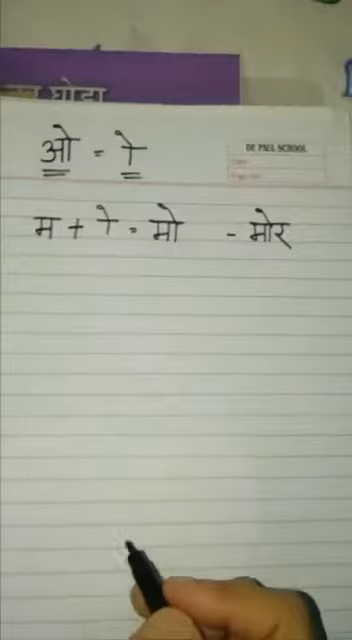 ओ = ो
DE PAUL SCHOOL
म + ो = मो - मोर